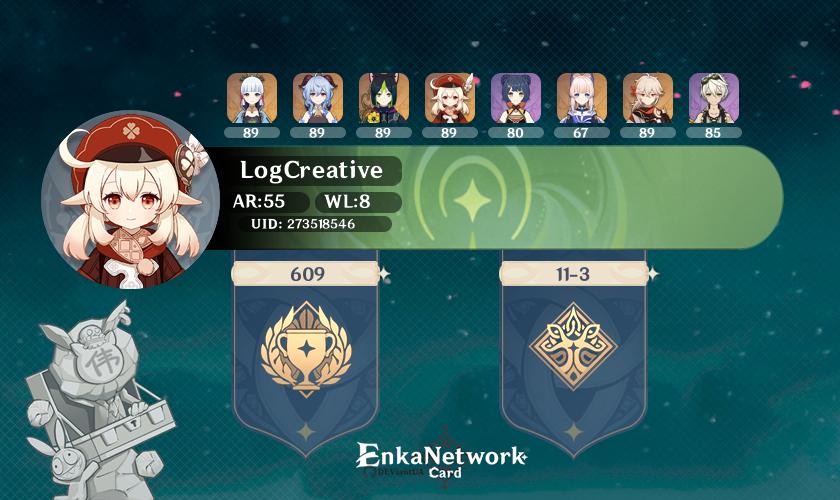 89 89 89 89 80 67 89 85
LogCreative
AR:55 WL:8
UID: 273518546
609 11-3
伟
EnkaNetwork
Card